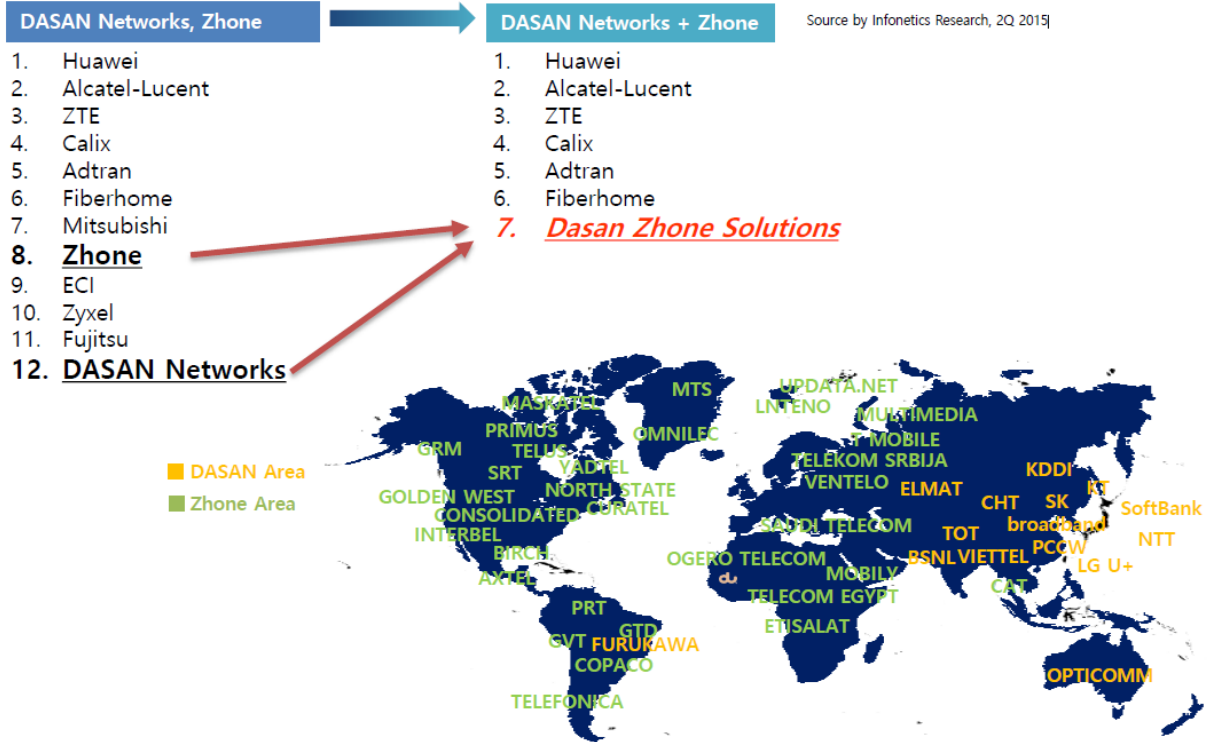 DASAN Networks, Zhone
DASAN Networks + Zhone
Source by Infonetics Research, 2Q 2015
1. Huawei
2. Alcatel-Lucent
3. ZTE
4. Calix
5. Adtran
6. Fiberhome
7. Mitsubishi
8. Zhone
9. ECI
10. Zyxel
11. Fujitsu
12. DASAN Networks
1. Huawei
2. Alcatel-Lucent
3. ZTE
4. Calix
5. Adtran
6. Fiberhome
7. Dasan Zhone Solutions
DASAN Area
Zhone Area
MTS
UPDATA.NET
MASKATEL
LNTENO
MULTIMEDIA
PRIMUS
OMNILEC
T MOBILE
GRM
TELUS
YADTEL
TELEKOM SRBIJA
KDDI
SRT
VENTELO
ELMAT
KT
GOLDEN WEST
NORTH STATE
CHT
SK
broadband
SoftBank
CONSOLIDATED
CURATEL
SAUDI TELECOM
INTERBEL
TOT
NTT
BIRCH
OGERO TELECOM
BSNL
VIETTEL
PCCW
LG U+
AXTEL
du
MOBILY
CAT
TELECOM EGYPT
PRT
GTD
ETISALAT
GVT
FURUKAWA
COPACO
OPTICOMM
TELEFONICA